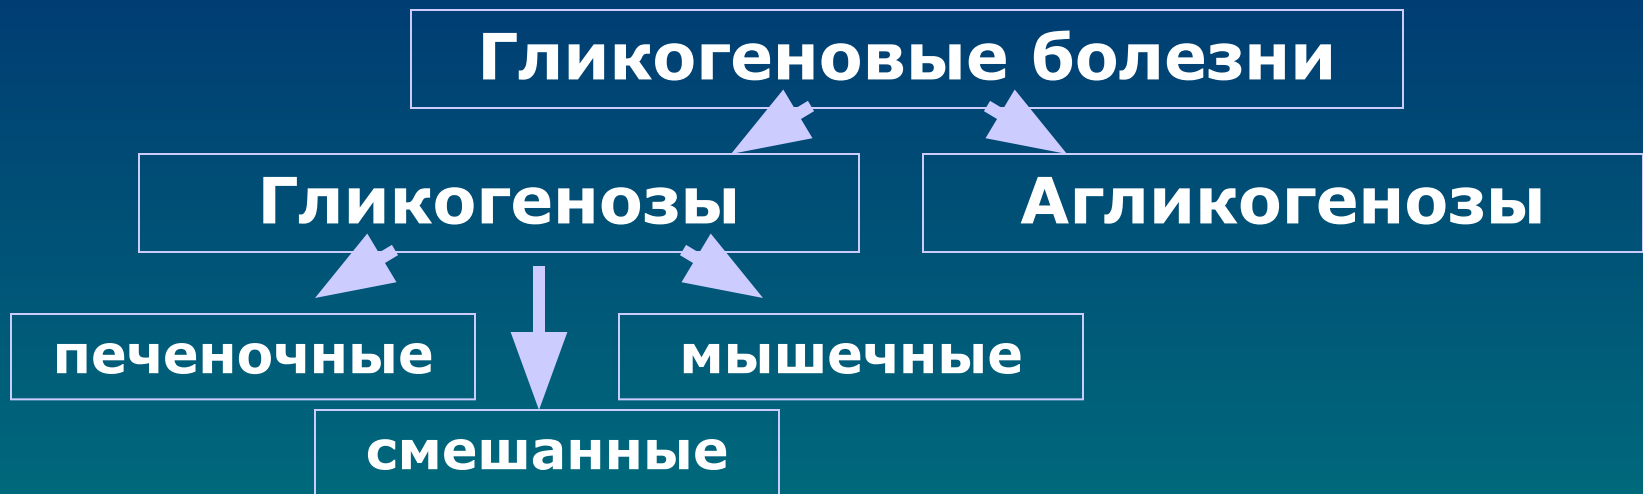 Гликогеновые болезни
Гликогенозы
Агликогенозы
печеночные
мышечные
смешанные